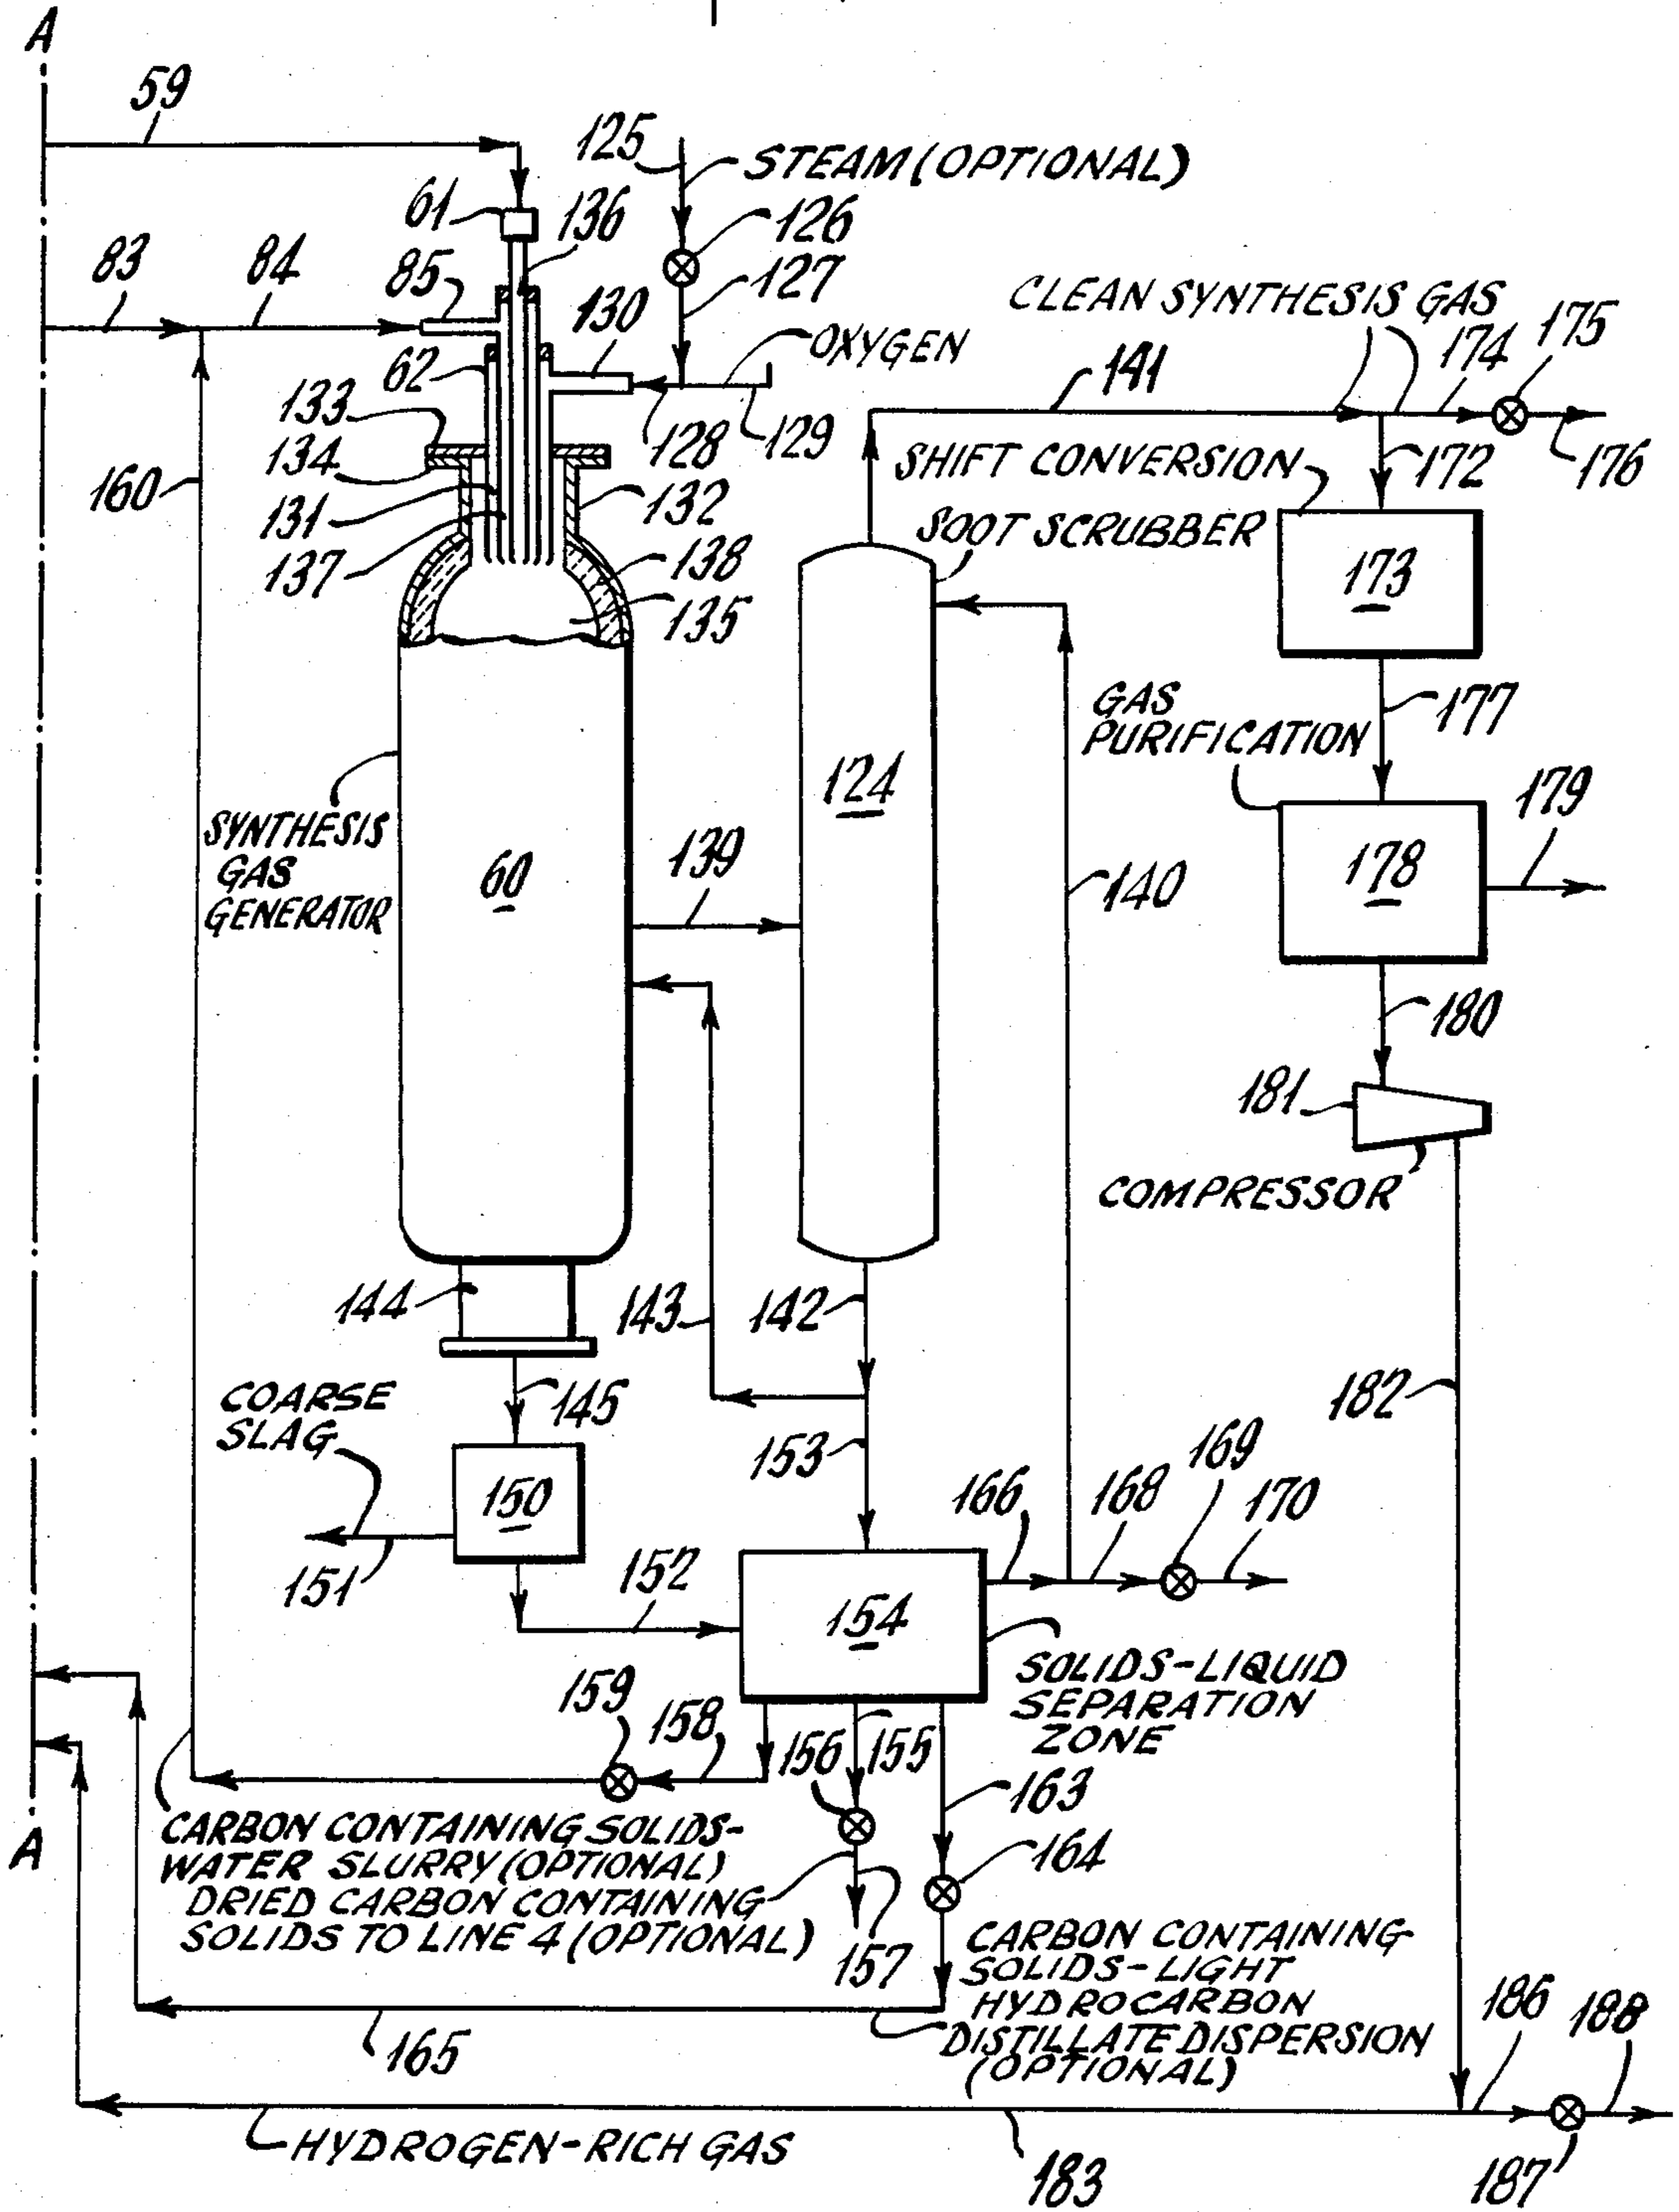 A
59
125
STEAM (OPTIONAL)
61
136
126
83
84
85
127
130
CLEAN SYNTHESIS GAS
175
OXYGEN
174
62
141
133
134
128
129
SHIFT CONVERSION
172
176
160
131
132
SOOT SCRUBBER
137
138
173
135
GAS
PURIFICATION
177
124
179
SYNTHESIS
GAS
GENERATOR
60
139
140
178
180
181
COMPRESSOR
144
143
142
COARSE
SLAG
145
182
153
169
150
166
168
170
151
152
154
SOLIDS-LIQUID
SEPARATION
ZONE
159
158
156
155
163
A
CARBON CONTAINING SOLIDS-
WATER SLURRY (OPTIONAL)
164
DRIED CARBON CONTAINING
SOLIDS TO LINE 4 (OPTIONAL)
157
CARBON CONTAINING
SOLIDS-LIGHT
HYDROCARBON
DISTILLATE DISPERSION
(OPTIONAL)
165
186
188
HYDROGEN-RICH GAS
183
187